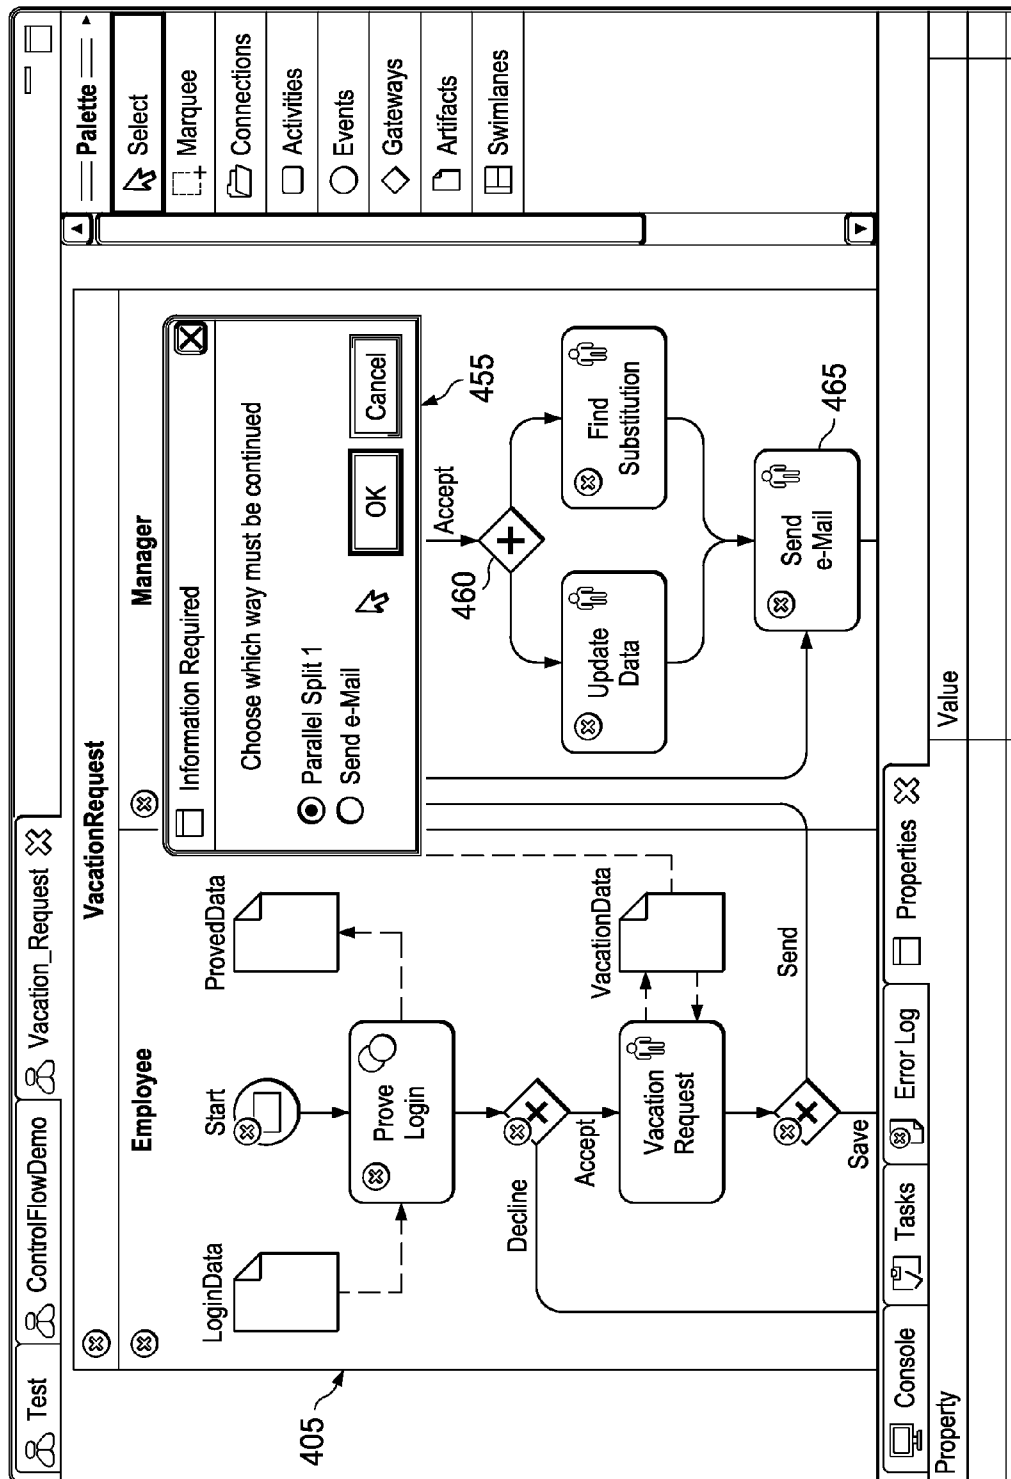 Test
ControlFlowDemo
Vacation_Request
VacationRequest
Employee
Manager
LoginData
Start
ProvedData
Prove
Login
Decline
Accept
Vacation
Request
VacationData
Save
Send
Information Required
Choose which way must be continued
Parallel Split 1
Send e-Mail
OK
Cancel
455
Accept
460
Update
Data
Find
Substitution
Send
e-Mail
465
405
Palette
Select
Marquee
Connections
Activities
Events
Gateways
Artifacts
Swimlanes
Console
Tasks
Error Log
Properties
Property
Value